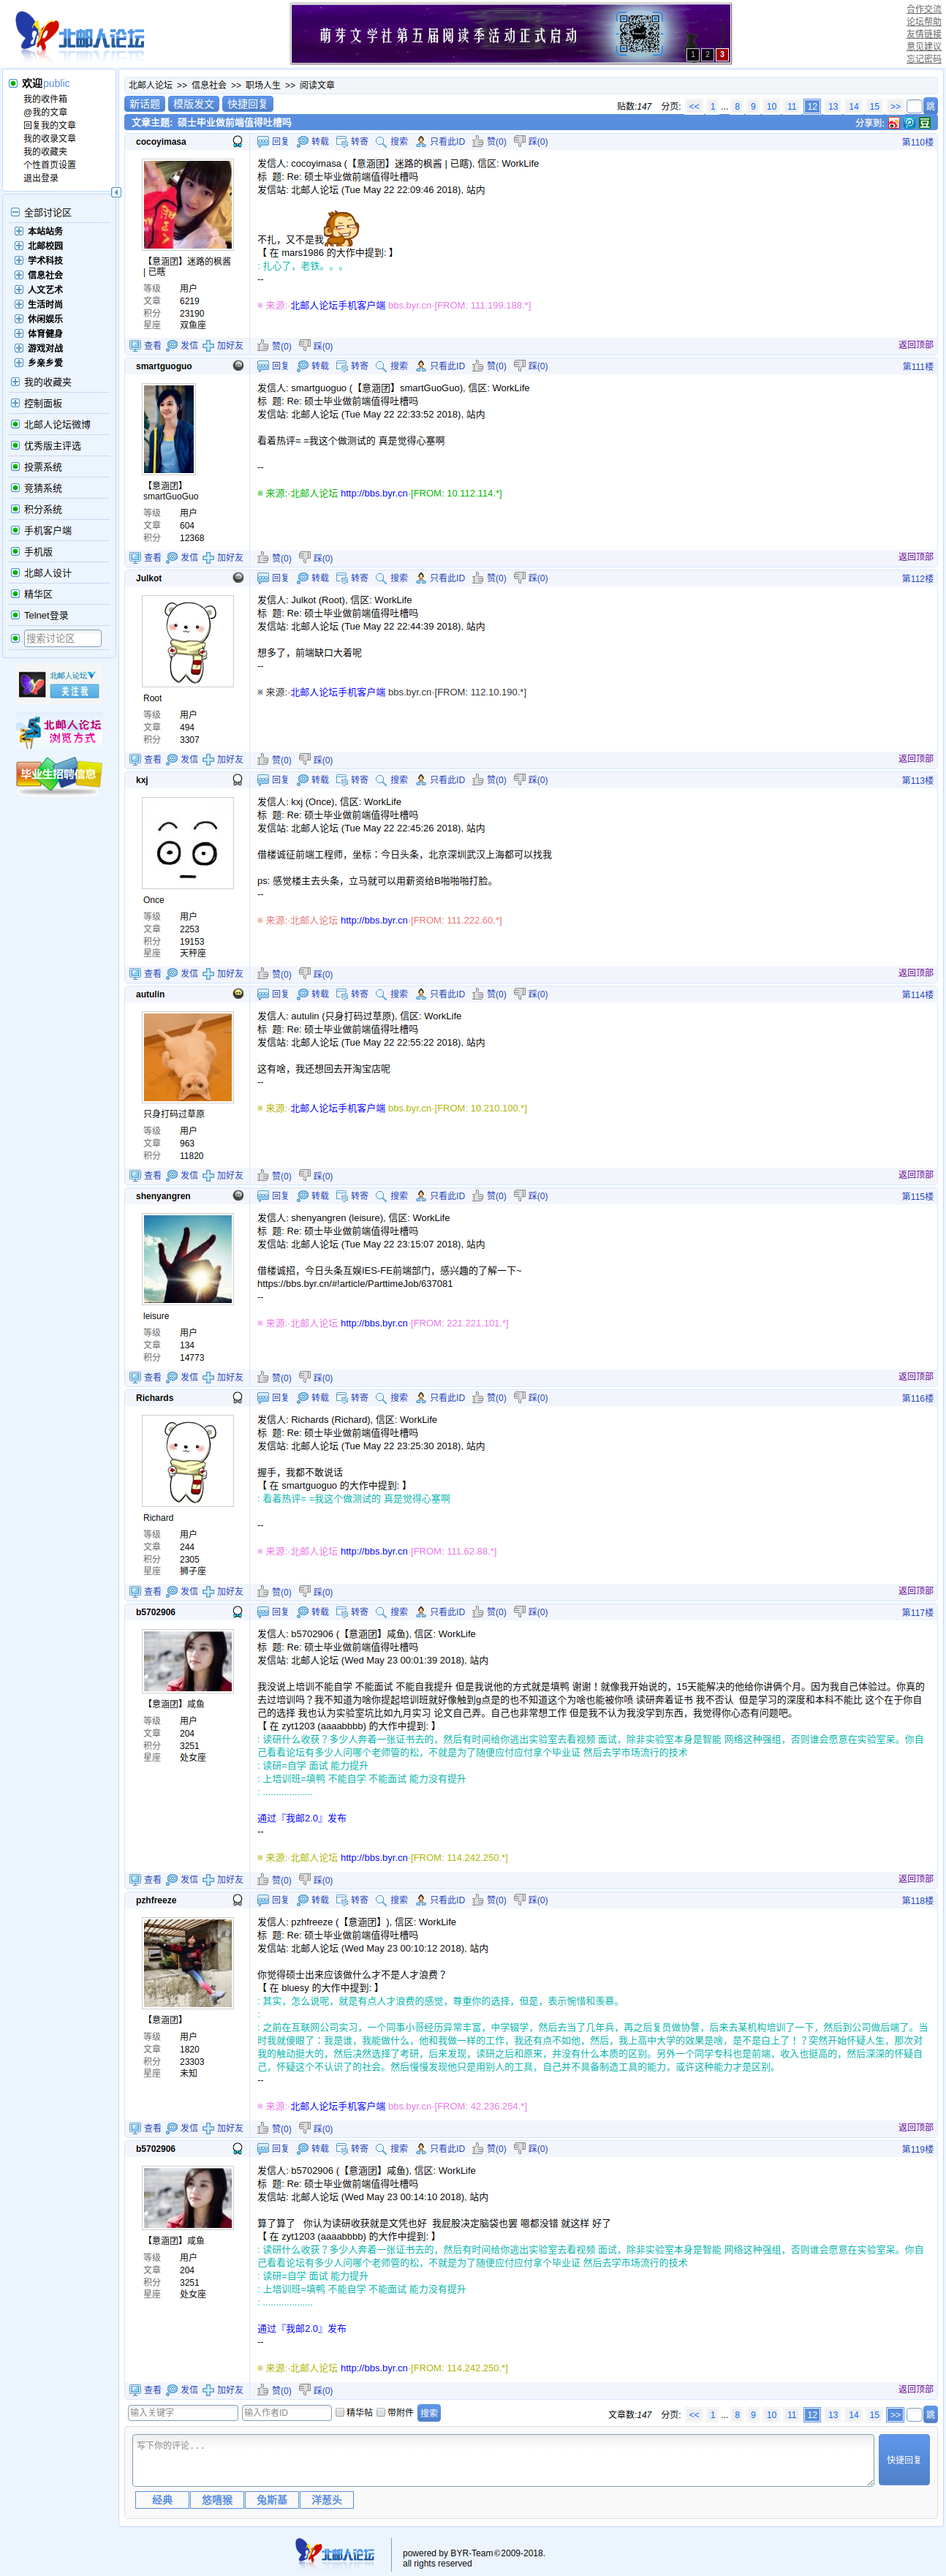 北邮人论坛
萌芽文学社第五届阅读季活动正式启动
1 2 3
合作交流
论坛帮助
友情链接
意见建议
忘记密码
欢迎public
我的收件箱
@我的文章
回复我的文章
我的收录文章
我的收藏夹
个性首页设置
退出登录
全部讨论区
本站站务
北邮校园
学术科技
信息社会
人文艺术
生活时尚
休闲娱乐
体育健身
游戏对战
乡亲乡爱
我的收藏夹
控制面板
北邮人论坛微博
优秀版主评选
投票系统
竞猜系统
积分系统
手机客户端
手机版
北邮人设计
精华区
Telnet登录
搜索讨论区
北邮人论坛
关注我
北邮人论坛
浏览方式
毕业生招聘信息
北邮人论坛 >> 信息社会 >> 职场人生 >> 阅读文章
新话题 模版发文 快捷回复
贴数:147 分页: << 1 ... 8 9 10 11 12 13 14 15 >> 跳
文章主题: 硕士毕业做前端值得吐槽吗
分享到:
cocoyimasa
回复 转载 转寄 搜索 只看此ID 赞(0) 踩(0)
第110楼
【意涵团】迷路的枫酱 | 已瞎
等级 用户
文章 6219
积分 23190
星座 双鱼座
发信人: cocoyimasa (【意涵团】迷路的枫酱 | 已瞎), 信区: WorkLife
标 题: Re: 硕士毕业做前端值得吐槽吗
发信站: 北邮人论坛 (Tue May 22 22:09:46 2018), 站内
不扎，又不是我
【 在 mars1986 的大作中提到: 】
: 扎心了，老铁。。。
--
※ 来源:·北邮人论坛手机客户端 bbs.byr.cn·[FROM: 111.199.188.*]
查看 发信 加好友 赞(0) 踩(0) 返回顶部
smartguoguo
回复 转载 转寄 搜索 只看此ID 赞(0) 踩(0)
第111楼
【意涵团】smartGuoGuo
等级 用户
文章 604
积分 12368
发信人: smartguoguo (【意涵团】smartGuoGuo), 信区: WorkLife
标 题: Re: 硕士毕业做前端值得吐槽吗
发信站: 北邮人论坛 (Tue May 22 22:33:52 2018), 站内
看着热评= =我这个做测试的 真是觉得心塞啊
--
※ 来源:·北邮人论坛 http://bbs.byr.cn·[FROM: 10.112.114.*]
查看 发信 加好友 赞(0) 踩(0) 返回顶部
Julkot
回复 转载 转寄 搜索 只看此ID 赞(0) 踩(0)
第112楼
Root
等级 用户
文章 494
积分 3307
发信人: Julkot (Root), 信区: WorkLife
标 题: Re: 硕士毕业做前端值得吐槽吗
发信站: 北邮人论坛 (Tue May 22 22:44:39 2018), 站内
想多了，前端缺口大着呢
--
※ 来源:·北邮人论坛手机客户端 bbs.byr.cn·[FROM: 112.10.190.*]
查看 发信 加好友 赞(0) 踩(0) 返回顶部
kxj
回复 转载 转寄 搜索 只看此ID 赞(0) 踩(0)
第113楼
Once
等级 用户
文章 2253
积分 19153
星座 天秤座
发信人: kxj (Once), 信区: WorkLife
标 题: Re: 硕士毕业做前端值得吐槽吗
发信站: 北邮人论坛 (Tue May 22 22:45:26 2018), 站内
借楼诚征前端工程师，坐标：今日头条，北京深圳武汉上海都可以找我
ps: 感觉楼主去头条，立马就可以用薪资给B啪啪啪打脸。
--
※ 来源:·北邮人论坛 http://bbs.byr.cn·[FROM: 111.222.60.*]
查看 发信 加好友 赞(0) 踩(0) 返回顶部
autulin
回复 转载 转寄 搜索 只看此ID 赞(0) 踩(0)
第114楼
只身打码过草原
等级 用户
文章 963
积分 11820
发信人: autulin (只身打码过草原), 信区: WorkLife
标 题: Re: 硕士毕业做前端值得吐槽吗
发信站: 北邮人论坛 (Tue May 22 22:55:22 2018), 站内
这有啥，我还想回去开淘宝店呢
--
※ 来源:·北邮人论坛手机客户端 bbs.byr.cn·[FROM: 10.210.100.*]
查看 发信 加好友 赞(0) 踩(0) 返回顶部
shenyangren
回复 转载 转寄 搜索 只看此ID 赞(0) 踩(0)
第115楼
leisure
等级 用户
文章 134
积分 14773
发信人: shenyangren (leisure), 信区: WorkLife
标 题: Re: 硕士毕业做前端值得吐槽吗
发信站: 北邮人论坛 (Tue May 22 23:15:07 2018), 站内
借楼诚招，今日头条互娱IES-FE前端部门，感兴趣的了解一下~
https://bbs.byr.cn/#!article/ParttimeJob/637081
--
※ 来源:·北邮人论坛 http://bbs.byr.cn·[FROM: 221.221.101.*]
查看 发信 加好友 赞(0) 踩(0) 返回顶部
Richards
回复 转载 转寄 搜索 只看此ID 赞(0) 踩(0)
第116楼
Richard
等级 用户
文章 244
积分 2305
星座 狮子座
发信人: Richards (Richard), 信区: WorkLife
标 题: Re: 硕士毕业做前端值得吐槽吗
发信站: 北邮人论坛 (Tue May 22 23:25:30 2018), 站内
握手，我都不敢说话
【 在 smartguoguo 的大作中提到: 】
: 看着热评= =我这个做测试的 真是觉得心塞啊
--
※ 来源:·北邮人论坛 http://bbs.byr.cn·[FROM: 111.62.88.*]
查看 发信 加好友 赞(0) 踩(0) 返回顶部
b5702906
回复 转载 转寄 搜索 只看此ID 赞(0) 踩(0)
第117楼
【意涵团】咸鱼
等级 用户
文章 204
积分 3251
星座 处女座
发信人: b5702906 (【意涵团】咸鱼), 信区: WorkLife
标 题: Re: 硕士毕业做前端值得吐槽吗
发信站: 北邮人论坛 (Wed May 23 00:01:39 2018), 站内
我没说上培训不能自学 不能面试 不能自我提升 但是我说他的方式就是填鸭 谢谢！就像我开始说的，15天能解决的他给你讲俩个月。因为我自己体验过。你真的
去过培训吗？我不知道为啥你提起培训班就好像触到g点是的也不知道这个为啥也能被你喷 读研奔着证书 我不否认 但是学习的深度和本科不能比 这个在于你自
己的选择 我也认为实验室坑比如九月实习 论文自己弄。自己也非常想工作 但是我不认为我没学到东西，我觉得你心态有问题吧。
【 在 zyt1203 (aaaabbbb) 的大作中提到: 】
: 读研什么收获？多少人奔着一张证书去的，然后有时间给你逃出实验室去看视频 面试，除非实验室本身是智能 网络这种强组，否则谁会愿意在实验室呆。你自
己看看论坛有多少人问哪个老师管的松，不就是为了随便应付应付拿个毕业证 然后去学市场流行的技术
: 读研=自学 面试 能力提升
: 上培训班=填鸭 不能自学 不能面试 能力没有提升
: ...................
通过『我邮2.0』发布
--
※ 来源:·北邮人论坛 http://bbs.byr.cn·[FROM: 114.242.250.*]
查看 发信 加好友 赞(0) 踩(0) 返回顶部
pzhfreeze
回复 转载 转寄 搜索 只看此ID 赞(0) 踩(0)
第118楼
【意涵团】
等级 用户
文章 1820
积分 23303
星座 未知
发信人: pzhfreeze (【意涵团】), 信区: WorkLife
标 题: Re: 硕士毕业做前端值得吐槽吗
发信站: 北邮人论坛 (Wed May 23 00:10:12 2018), 站内
你觉得硕士出来应该做什么才不是人才浪费？
【 在 bluesy 的大作中提到: 】
: 其实，怎么说呢，就是有点人才浪费的感觉，尊重你的选择，但是，表示惋惜和羡慕。
:
: 之前在互联网公司实习，一个同事小哥经历异常丰富，中学辍学，然后去当了几年兵，再之后复员做协警，后来去某机构培训了一下，然后到公司做后端了。当
时我就傻眼了：我是谁，我能做什么，他和我做一样的工作，我还有点不如他，然后，我上高中大学的效果是啥，是不是白上了！？突然开始怀疑人生，那次对
我的触动挺大的，然后决然选择了考研，后来发现，读研之后和原来，并没有什么本质的区别。另外一个同学专科也是前端，收入也挺高的，然后深深的怀疑自
己，怀疑这个不认识了的社会。然后慢慢发现他只是用别人的工具，自己并不具备制造工具的能力，或许这种能力才是区别。
--
※ 来源:·北邮人论坛手机客户端 bbs.byr.cn·[FROM: 42.236.254.*]
查看 发信 加好友 赞(0) 踩(0) 返回顶部
b5702906
回复 转载 转寄 搜索 只看此ID 赞(0) 踩(0)
第119楼
【意涵团】咸鱼
等级 用户
文章 204
积分 3251
星座 处女座
发信人: b5702906 (【意涵团】咸鱼), 信区: WorkLife
标 题: Re: 硕士毕业做前端值得吐槽吗
发信站: 北邮人论坛 (Wed May 23 00:14:10 2018), 站内
算了算了 你认为读研收获就是文凭也好 我屁股决定脑袋也罢 嗯都没错 就这样 好了
【 在 zyt1203 (aaaabbbb) 的大作中提到: 】
: 读研什么收获？多少人奔着一张证书去的，然后有时间给你逃出实验室去看视频 面试，除非实验室本身是智能 网络这种强组，否则谁会愿意在实验室呆。你自
己看看论坛有多少人问哪个老师管的松，不就是为了随便应付应付拿个毕业证 然后去学市场流行的技术
: 读研=自学 面试 能力提升
: 上培训班=填鸭 不能自学 不能面试 能力没有提升
: ...................
通过『我邮2.0』发布
--
※ 来源:·北邮人论坛 http://bbs.byr.cn·[FROM: 114.242.250.*]
查看 发信 加好友 赞(0) 踩(0) 返回顶部
输入关键字 输入作者ID 精华帖 带附件 搜索
文章数:147 分页: << 1 ... 8 9 10 11 12 13 14 15 >> 跳
写下你的评论...
快捷回复
经典 悠嘻猴 兔斯基 洋葱头
北邮人论坛
powered by BYR-Team©2009-2018.
all rights reserved